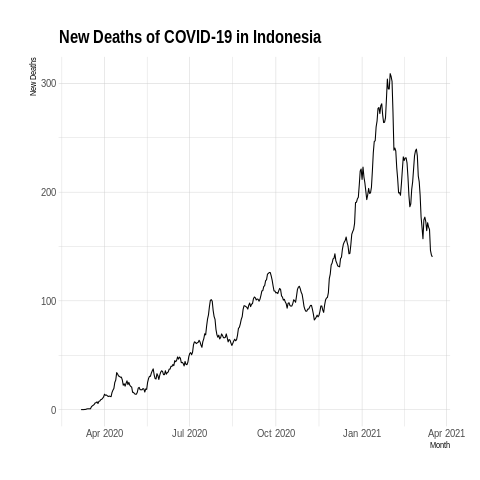 New Deaths of COVID-19 in Indonesia
New Deaths
300
200
100
0
Apr 2020
Jul 2020
Oct 2020
Jan 2021
Apr 2021
Month